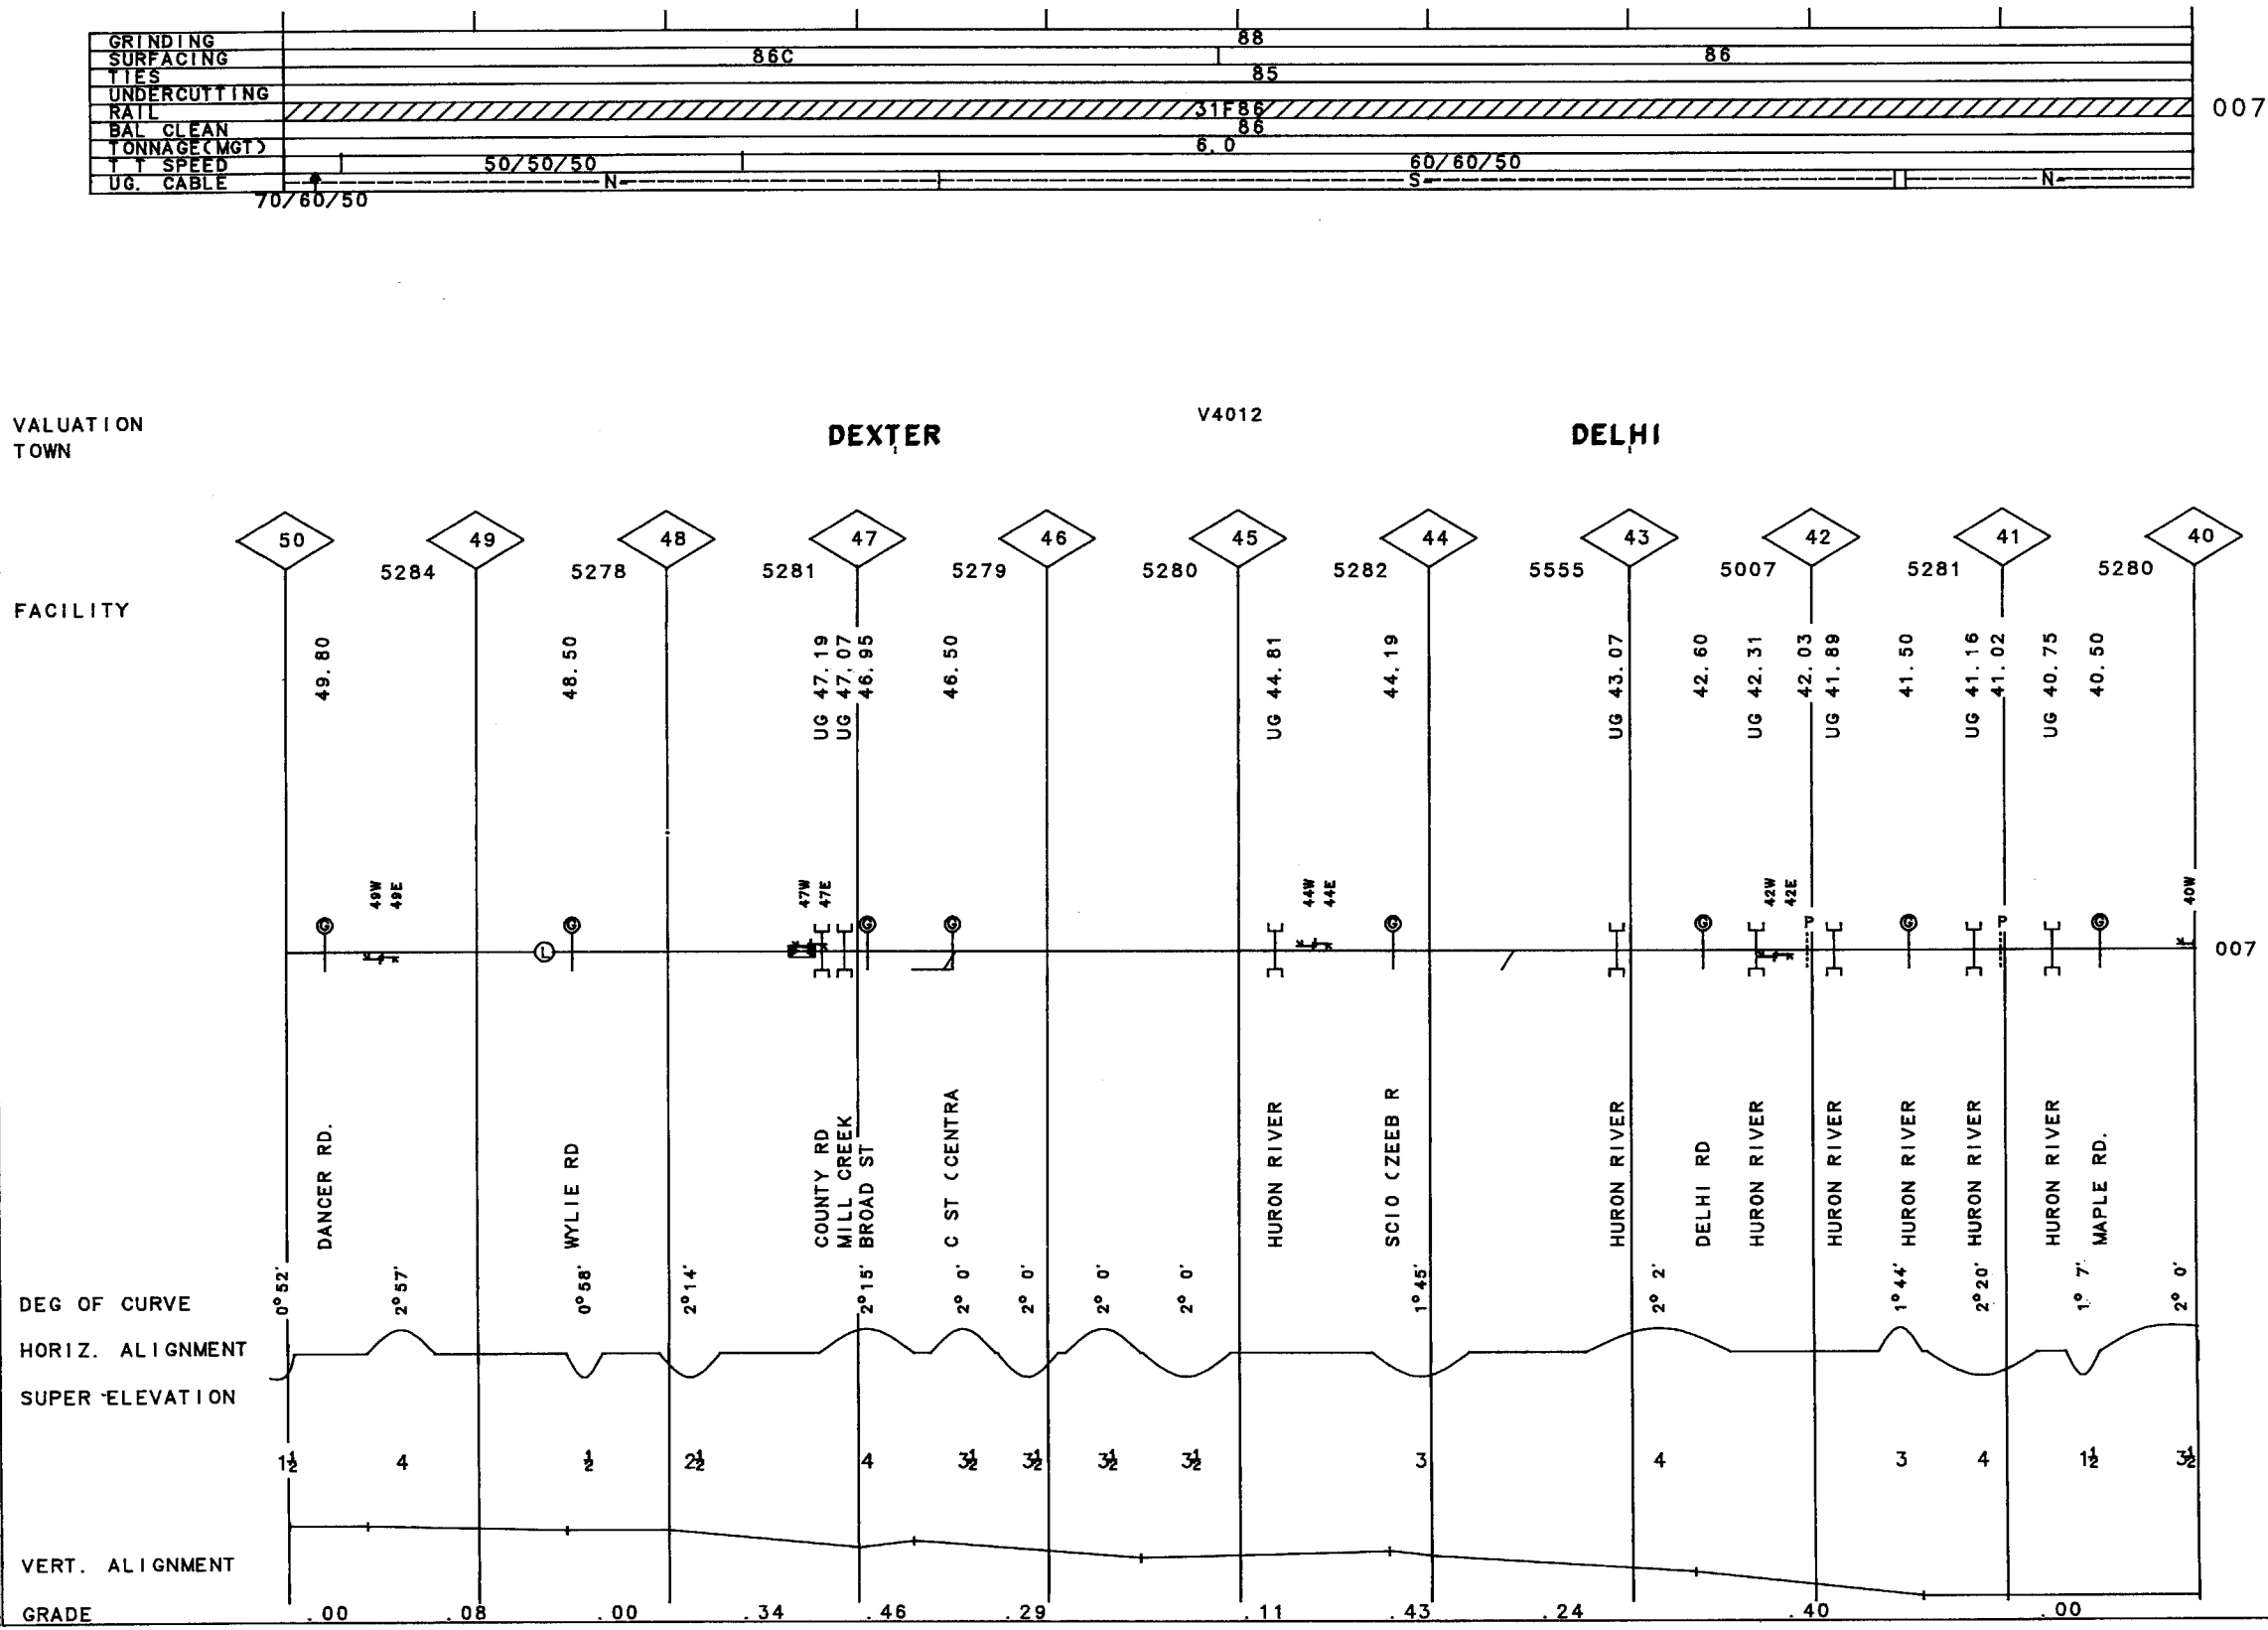 GRINDING 88
SURFACING 86C 86
TIES 85
UNDERCUTTING
RAIL 31F86 007
BAL CLEAN 86
TONNAGE(MGT) 6.0
T T SPEED 50/50/50 60/60/50
UG. CABLE N S N
70/60/50
VALUATION V4012
TOWN DEXTER DELHI
50 49 48 47 46 45 44 43 42 41 40
5284 5278 5281 5279 5280 5282 5555 5007 5281 5280
FACILITY
49.80
48.50
UG 47.19
UG 47.07
46.95
46.50
UG 44.81
44.19
UG 43.07
42.60
UG 42.31
42.03
UG 41.89
41.50
UG 41.16
41.02
UG 40.75
40.50
49W
49E
47W
47E
44W
44E
42W
42E
40W
G G G G G G P G P G
L
007
DANCER RD.
WYLIE RD
COUNTY RD
MILL CREEK
BROAD ST
C ST (CENTRA
HURON RIVER
SCIO (ZEEB R
HURON RIVER
DELHI RD
HURON RIVER
HURON RIVER
HURON RIVER
HURON RIVER
HURON RIVER
MAPLE RD.
DEG OF CURVE 0°52' 2°57' 0°58' 2°14' 2°15' 2° 0' 2° 0' 2° 0' 2° 0' 1°45' 2° 2' 1°44' 2°20' 1° 7' 2° 0'
HORIZ. ALIGNMENT
SUPER ELEVATION
1½ 4 ½ 2½ 4 3½ 3½ 3½ 3½ 3 4 3 4 1½ 3½
VERT. ALIGNMENT
GRADE .00 .08 .00 .34 .46 .29 .11 .43 .24 .40 .00